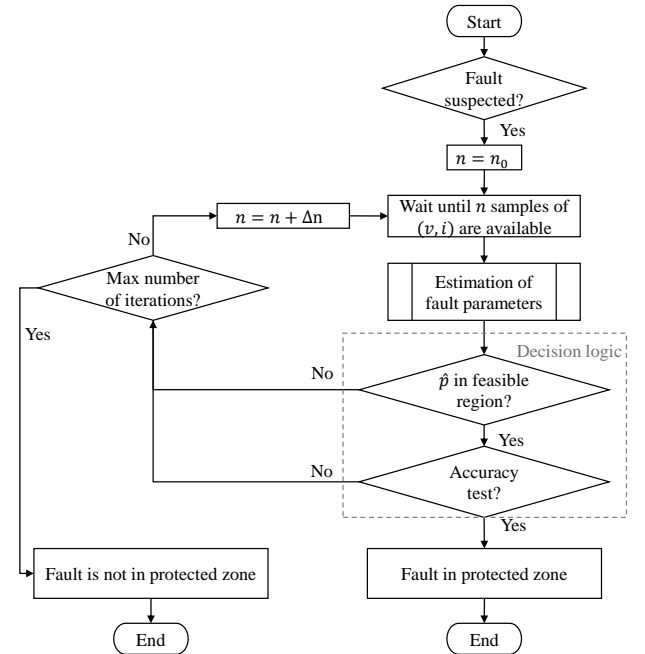 Start
Fault
suspected?
Yes
n = n₀
n = n + Δn
Wait until n samples of
(v, i) are available
No
Max number
of iterations?
Estimation of
fault parameters
Yes
Decision logic
No
p̂ in feasible
region?
Yes
No
Accuracy
test?
Yes
Fault is not in protected zone
Fault in protected zone
End
End